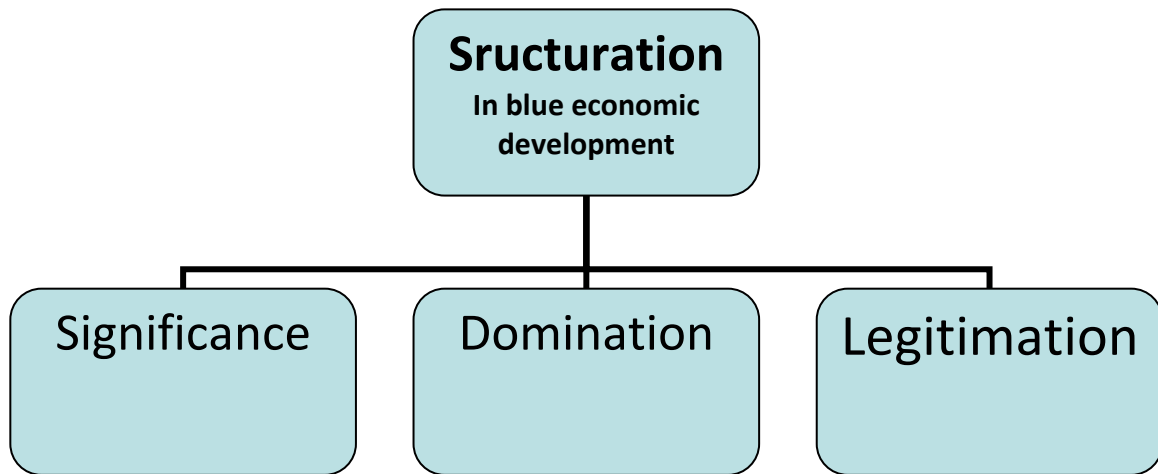 Sructuration
In blue economic
development
Significance
Domination
Legitimation